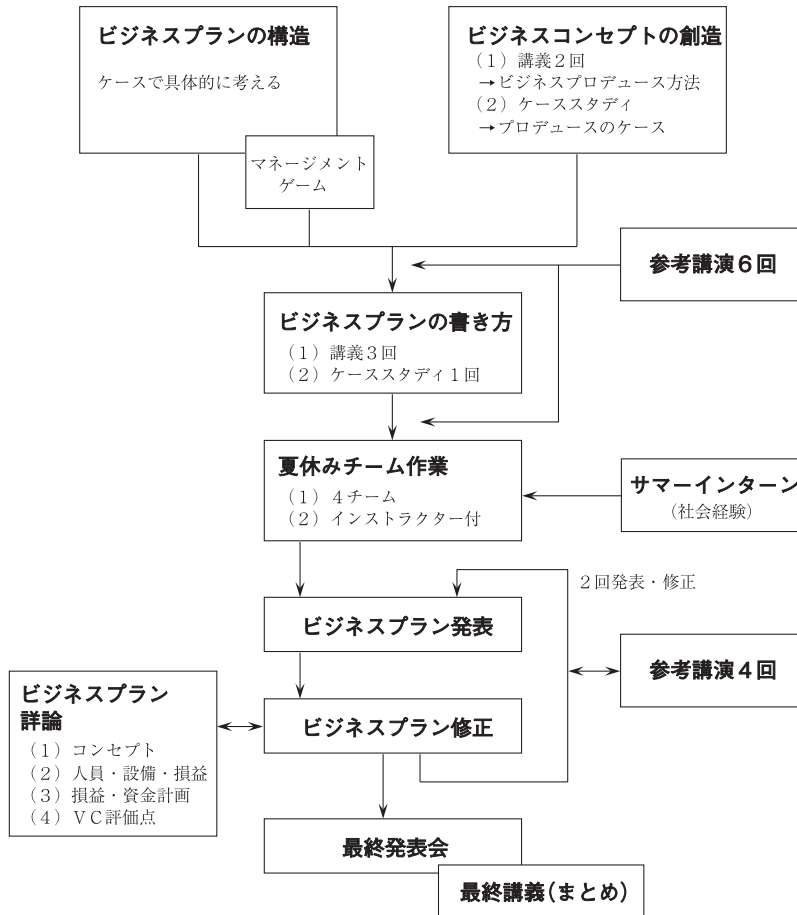 ビジネスプランの構造
ケースで具体的に考える
マネージメント
ゲーム
ビジネスコンセプトの創造
（１）講義２回
→ビジネスプロデュース方法
（２）ケーススタディ
→プロデュースのケース
参考講演６回
ビジネスプランの書き方
（１）講義３回
（２）ケーススタディ１回
夏休みチーム作業
（１）４チーム
（２）インストラクター付
サマーインターン
（社会経験）
２回発表・修正
ビジネスプラン発表
参考講演４回
ビジネスプラン
詳論
（１）コンセプト
（２）人員・設備・損益
（３）損益・資金計画
（４）ＶＣ評価点
ビジネスプラン修正
最終発表会
最終講義（まとめ）